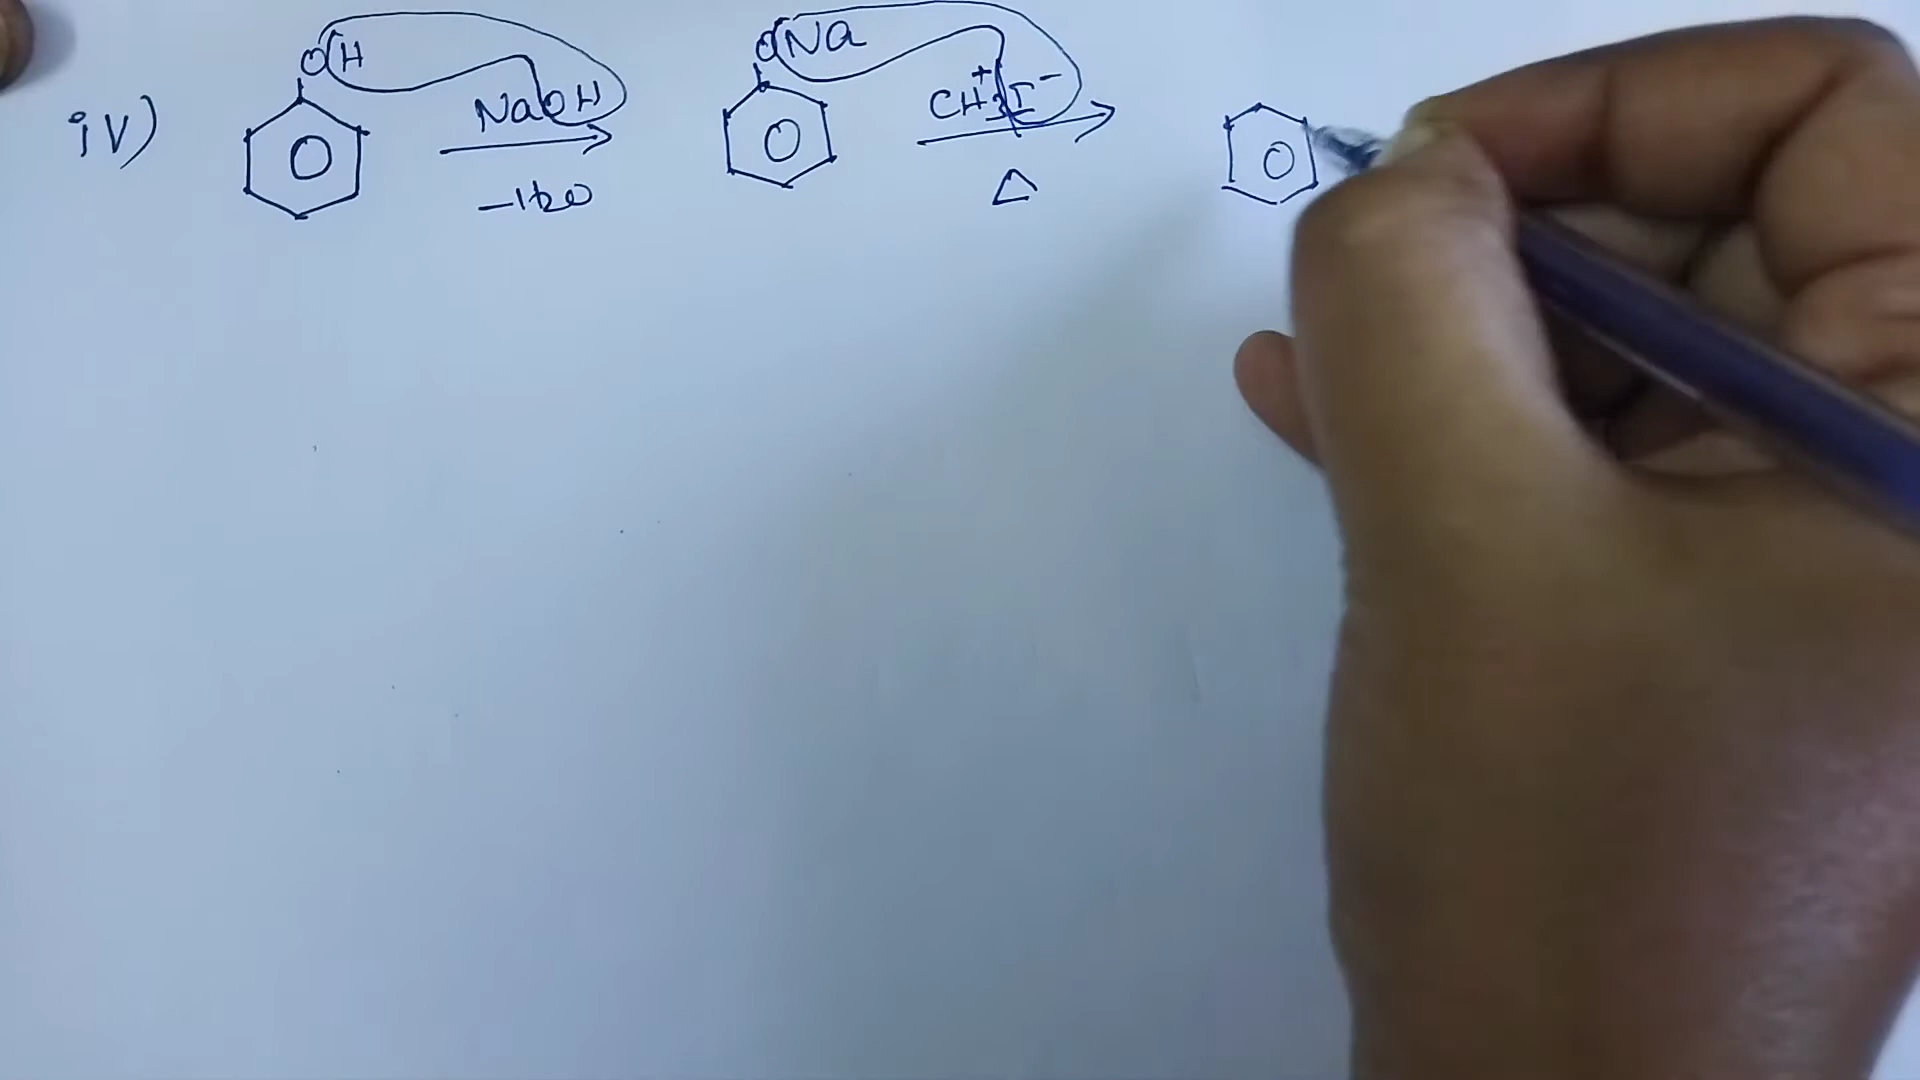 iv) OH NaOH -H2O ONa CH3+I- Δ